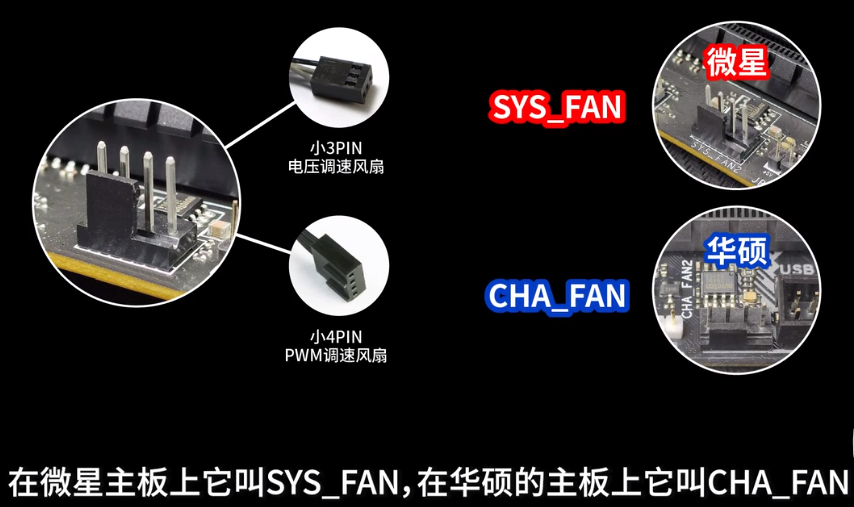 小3PIN
电压调速风扇
小4PIN
PWM调速风扇
SYS_FAN
微星
SYS_FAN2
CHA_FAN
华硕
CHA_FAN2
USB
在微星主板上它叫SYS_FAN,在华硕的主板上它叫CHA_FAN